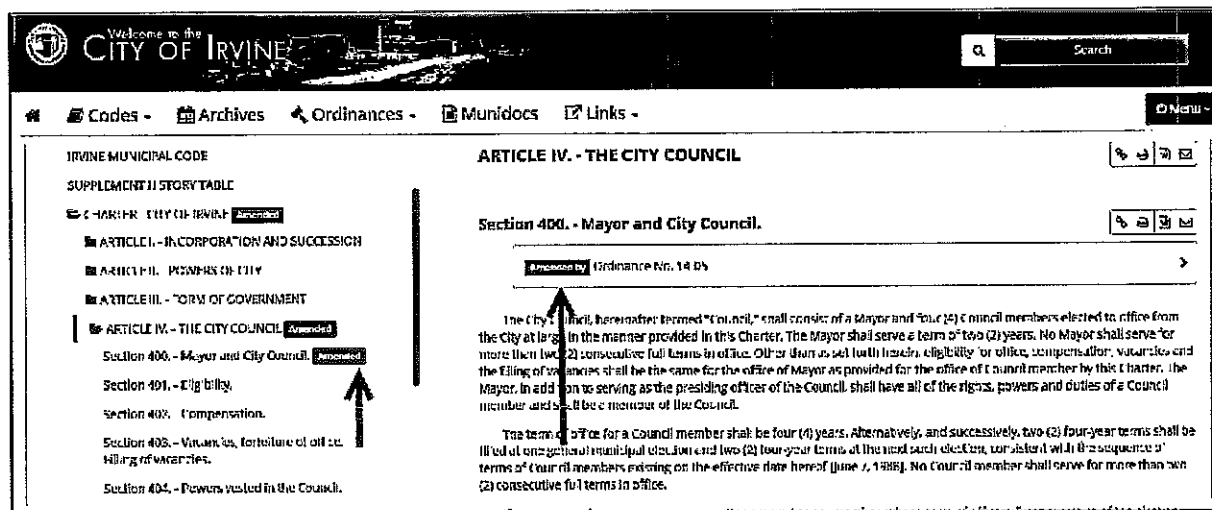 Welcome to the
CITY OF IRVINE
Search
Codes
Archives
Ordinances
Munidocs
Links
Menu
IRVINE MUNICIPAL CODE
SUPPLEMENT HISTORY TABLE
CHARTER - CITY OF IRVINE Amended
ARTICLE I. - INCORPORATION AND SUCCESSION
ARTICLE II. - POWERS OF CITY
ARTICLE III. - FORM OF GOVERNMENT
ARTICLE IV. - THE CITY COUNCIL Amended
Section 400. - Mayor and City Council. Amended
Section 401. - Eligibility.
Section 402. - Compensation.
Section 403. - Vacancies, forfeiture of office,
filling of vacancies.
Section 404. - Powers vested in the Council.
ARTICLE IV. - THE CITY COUNCIL
Section 400. - Mayor and City Council.
Amended by Ordinance No. 14-05
The City Council, hereinafter termed "Council," shall consist of a Mayor and four (4) Council members elected to office from
the City at large in the manner provided in this Charter. The Mayor shall serve a term of two (2) years. No Mayor shall serve for
more than two (2) consecutive full terms in office. Other than as set forth herein, eligibility for office, compensation, vacancies and
the filling of vacancies shall be the same for the office of Mayor as provided for the office of Council member by this Charter. The
Mayor, in addition to serving as the presiding officer of the Council, shall have all of the rights, powers and duties of a Council
member and shall be a member of the Council.
The term of office for a Council member shall be four (4) years. Alternatively, and successively, two (2) four-year terms shall be
filled at one general municipal election and two (2) four-year terms at the next such election, consistent with the sequence of
terms of Council members existing on the effective date hereof [June 7, 1988]. No Council member shall serve for more than two
(2) consecutive full terms in office.